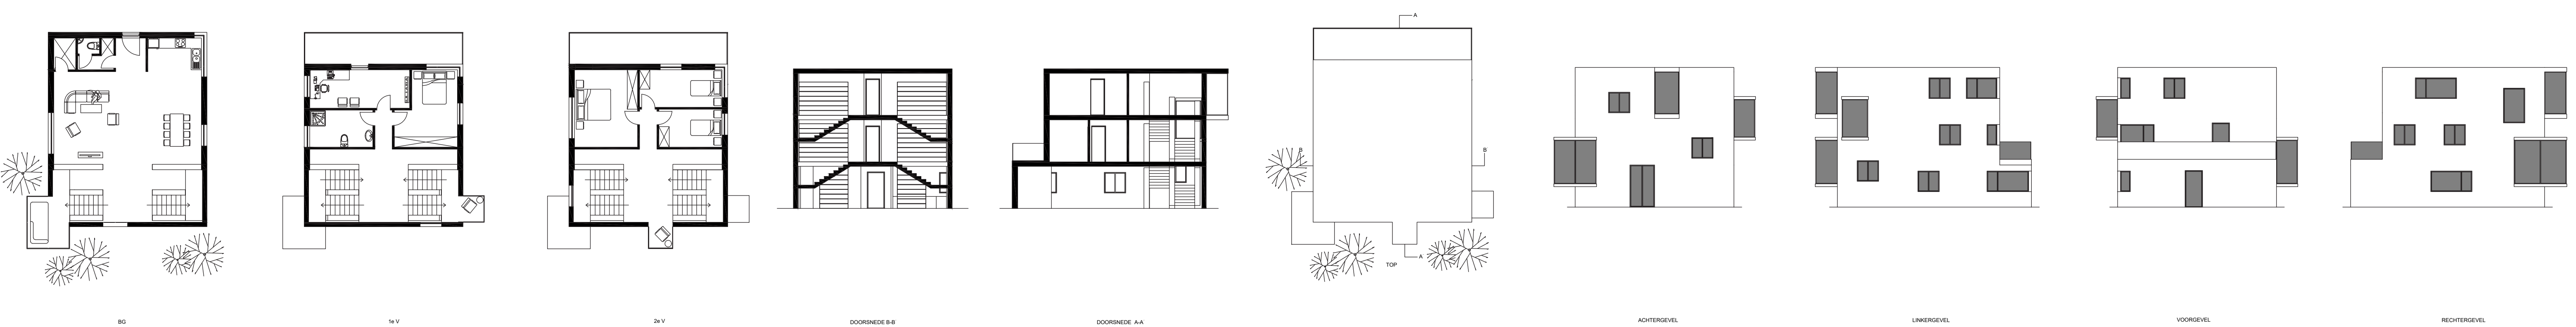 A
B
B
A
TOP
BG
1e V
2e V
DOORSNEDE B-B
DOORSNEDE A-A
ACHTERGEVEL
LINKERGEVEL
VOORGEVEL
RECHTERGEVEL